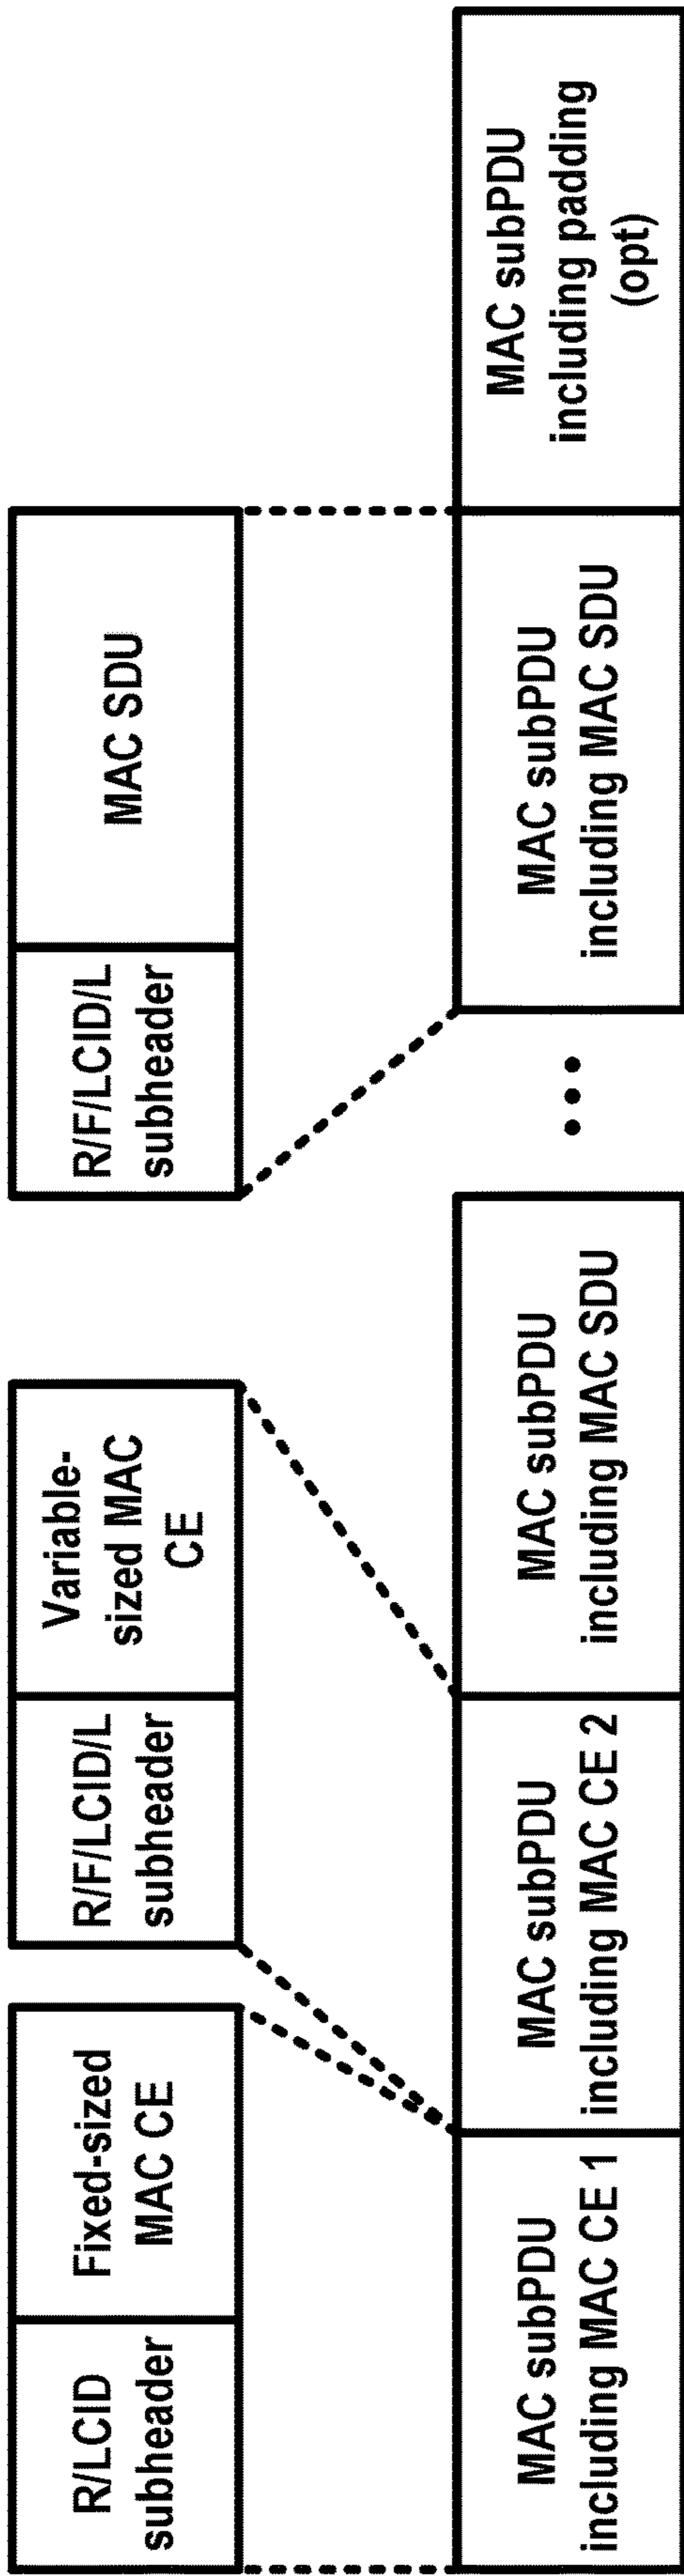 R/LCID
subheader
Fixed-sized
MAC CE
R/F/LCID/L
subheader
Variable-
sized MAC
CE
R/F/LCID/L
subheader
MAC SDU
MAC subPDU
including MAC CE 1
MAC subPDU
including MAC CE 2
MAC subPDU
including MAC SDU
•••
MAC subPDU
including MAC SDU
MAC subPDU
including padding
(opt)